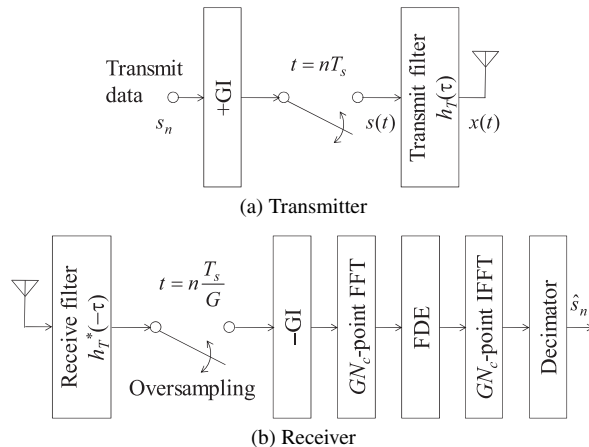 Transmit data
s_n
+GI
t = nT_s
s(t)
Transmit filter
h_T(τ)
x(t)
(a) Transmitter
Receive filter
h_T^*(−τ)
t = n T_s/G
Oversampling
−GI
GN_c-point FFT
FDE
GN_c-point IFFT
Decimator
ŝ_n
(b) Receiver